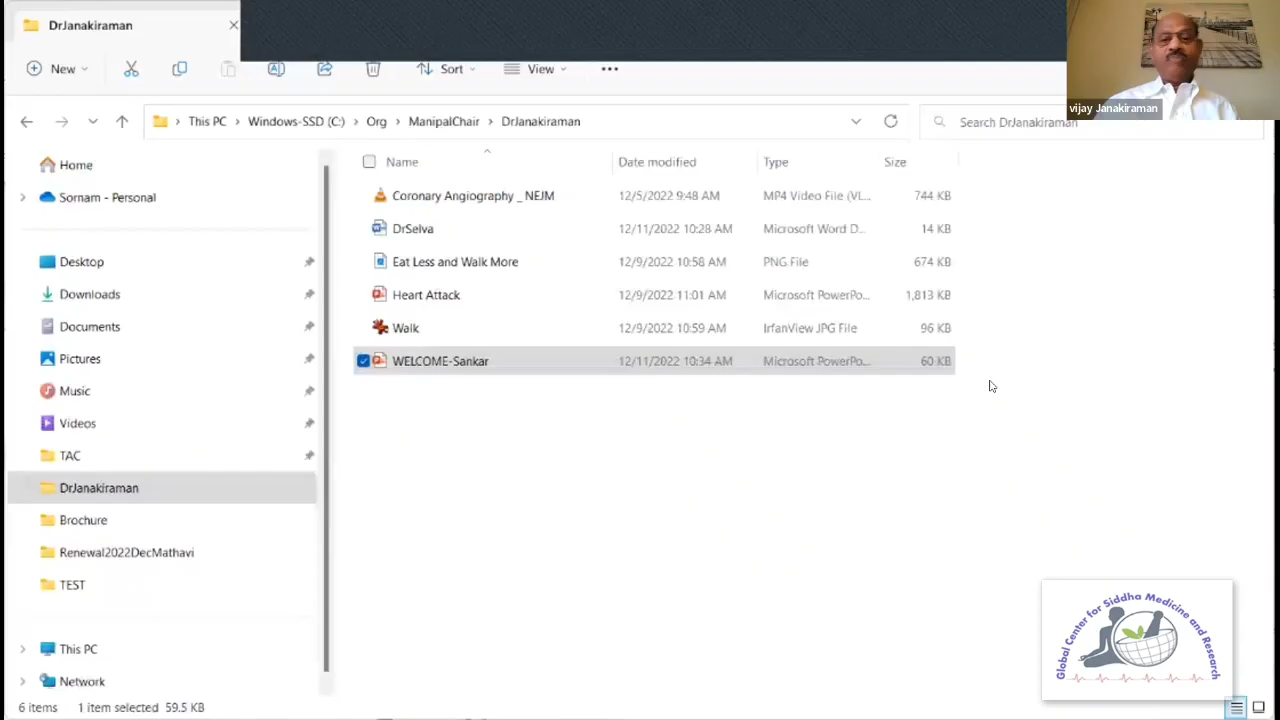 DrJanakiraman
New
Sort
View
vijay Janakiraman
This PC > Windows-SSD (C:) > Org > ManipalChair > DrJanakiraman
Search DrJanakiraman
Home
Sornam - Personal
Desktop
Downloads
Documents
Pictures
Music
Videos
TAC
DrJanakiraman
Brochure
Renewal2022DecMathavi
TEST
This PC
Network
Name Date modified Type Size
Coronary Angiography _ NEJM 12/5/2022 9:48 AM MP4 Video File (VL... 744 KB
DrSelva 12/11/2022 10:28 AM Microsoft Word D... 14 KB
Eat Less and Walk More 12/9/2022 10:58 AM PNG File 674 KB
Heart Attack 12/9/2022 11:01 AM Microsoft PowerPo... 1,813 KB
Walk 12/9/2022 10:59 AM IrfanView JPG File 96 KB
WELCOME-Sankar 12/11/2022 10:34 AM Microsoft PowerPo... 60 KB
Global Center for Siddha Medicine and Research
6 items 1 item selected 59.5 KB